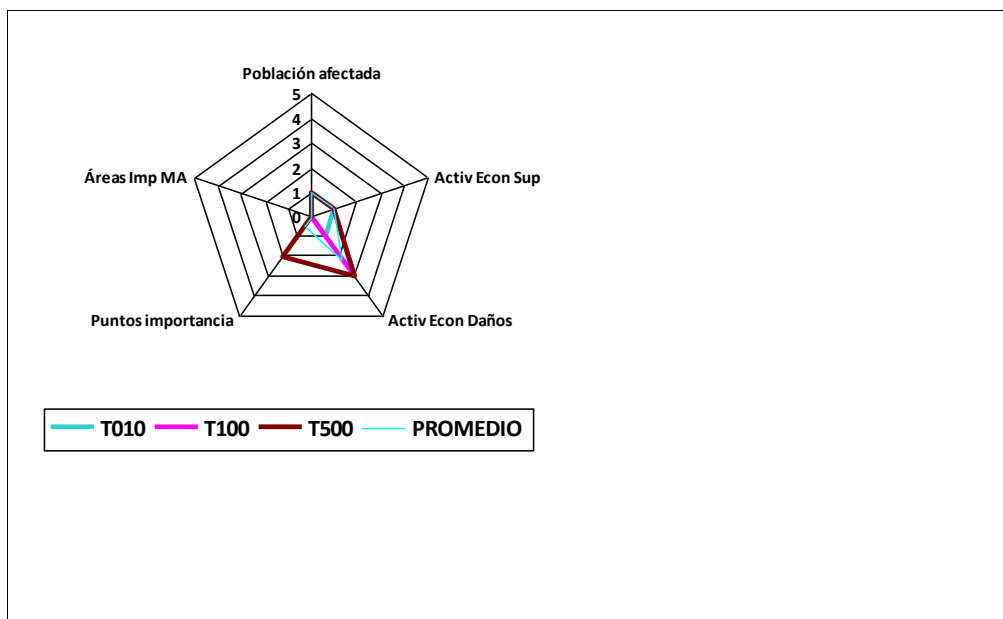 Población afectada
5
4
3
2
1
0
Áreas Imp MA
Activ Econ Sup
Puntos importancia
Activ Econ Daños
T010 T100 T500 PROMEDIO